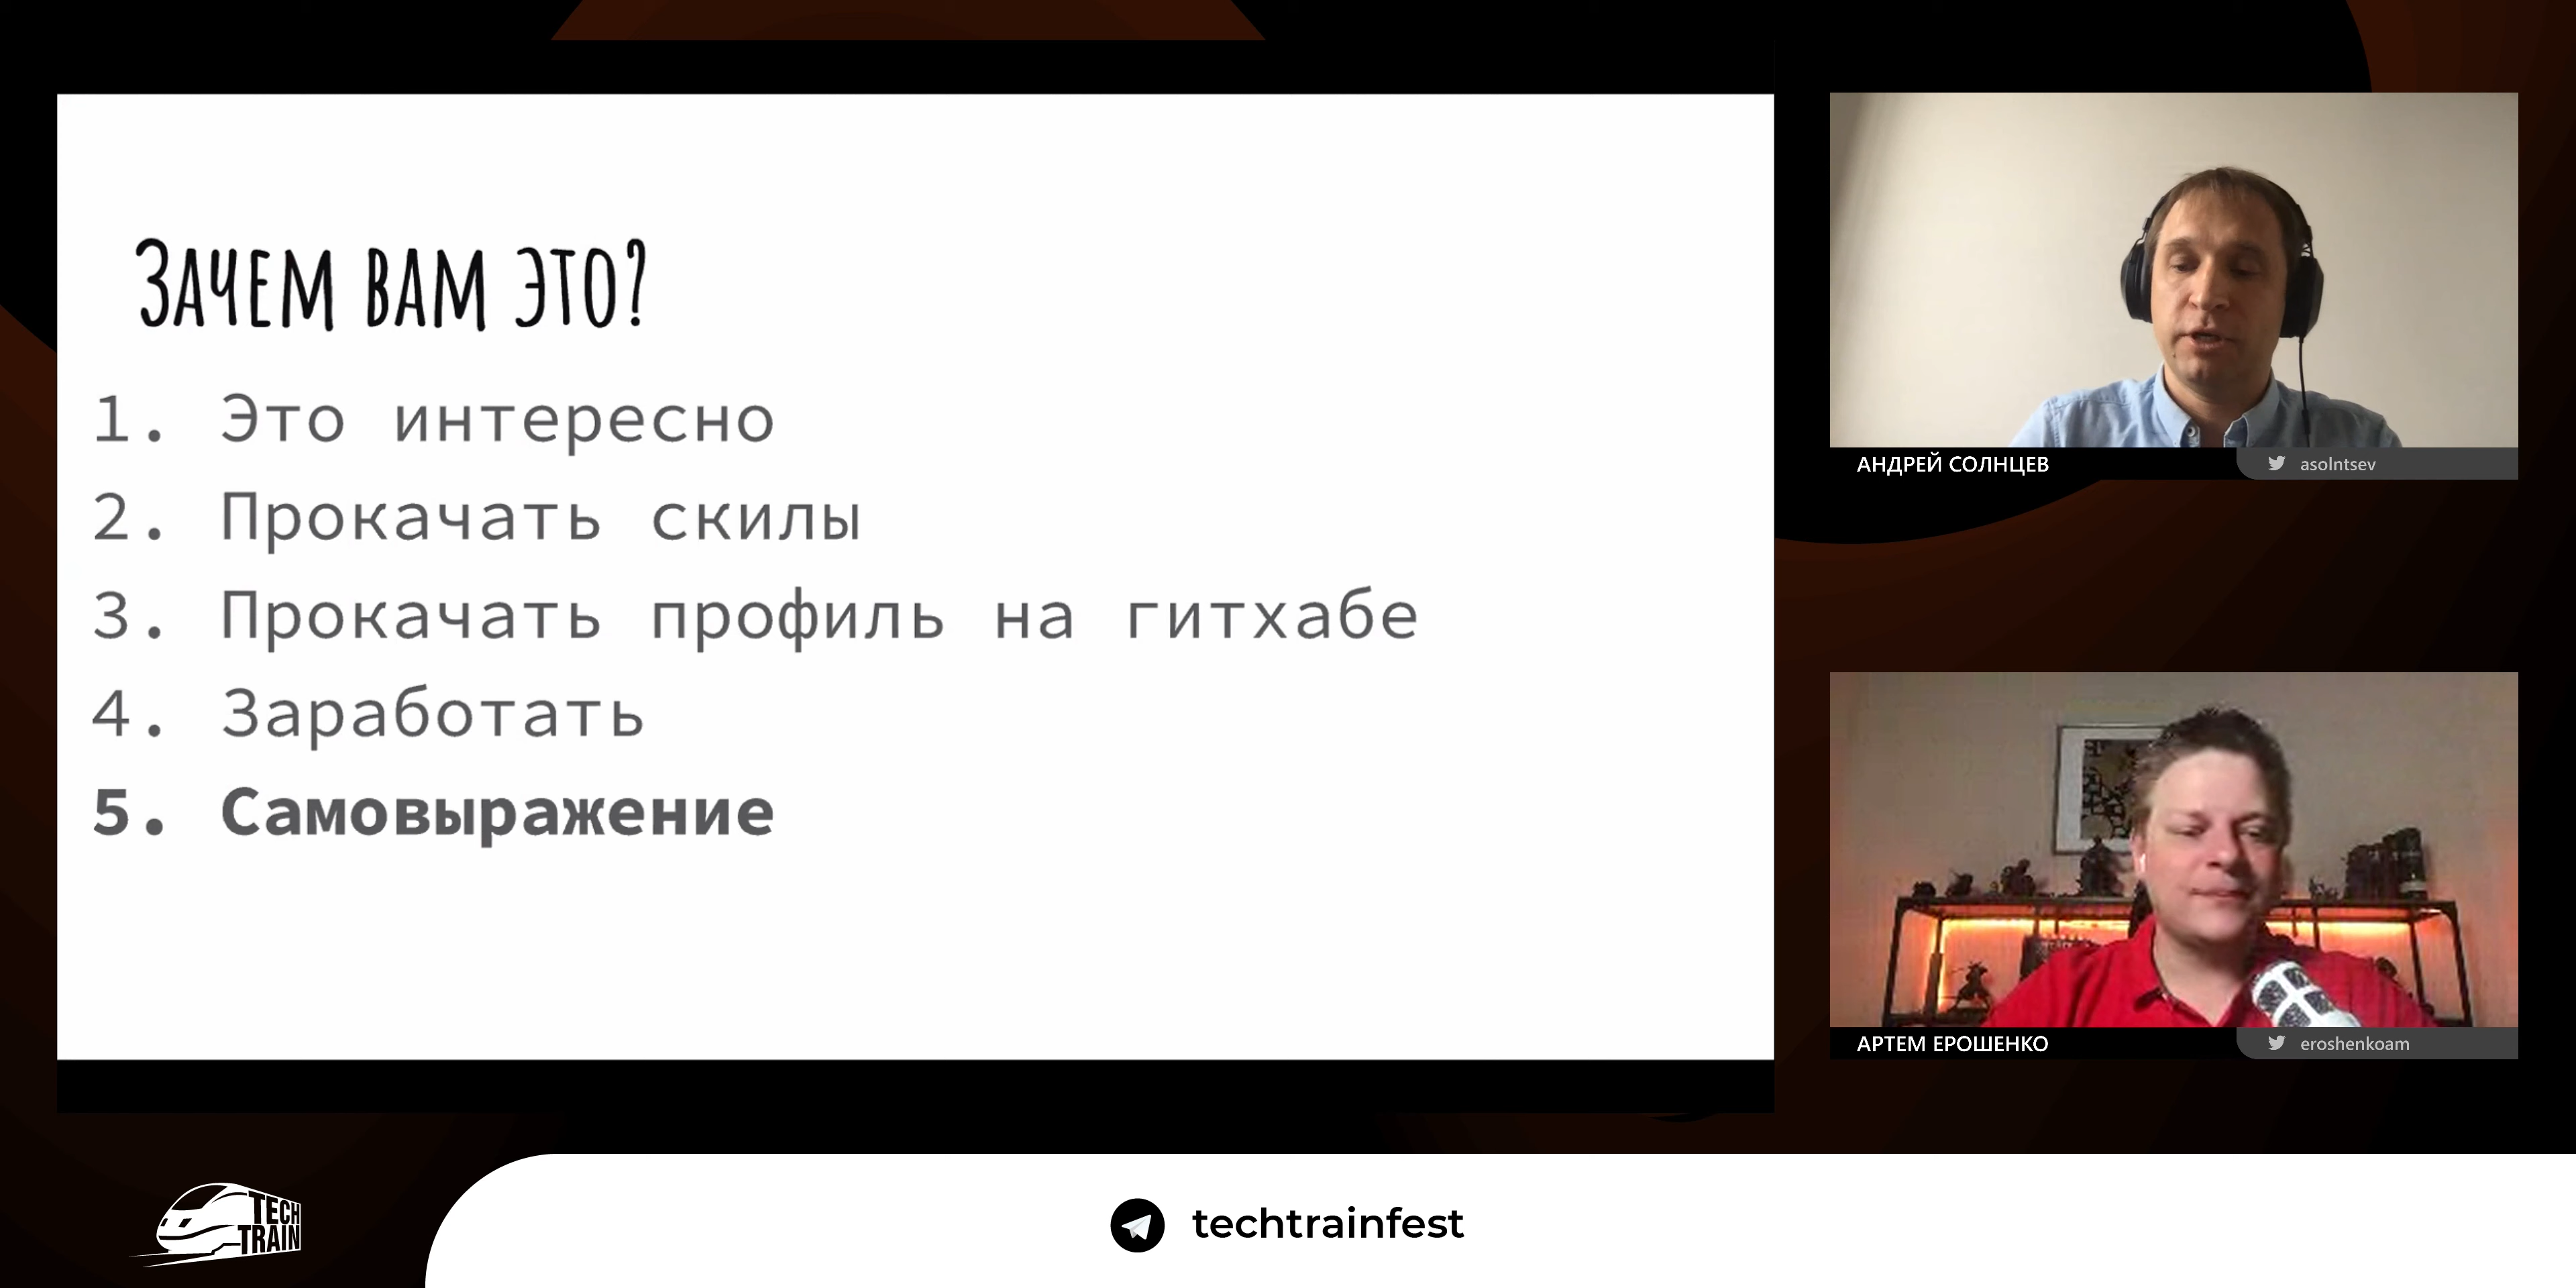 Зачем вам это?
1. Это интересно
2. Прокачать скилы
3. Прокачать профиль на гитхабе
4. Заработать
5. Самовыражение
АНДРЕЙ СОЛНЦЕВ
asolntsev
АРТЕМ ЕРОШЕНКО
eroshenkoam
TECH
TRAIN
techtrainfest